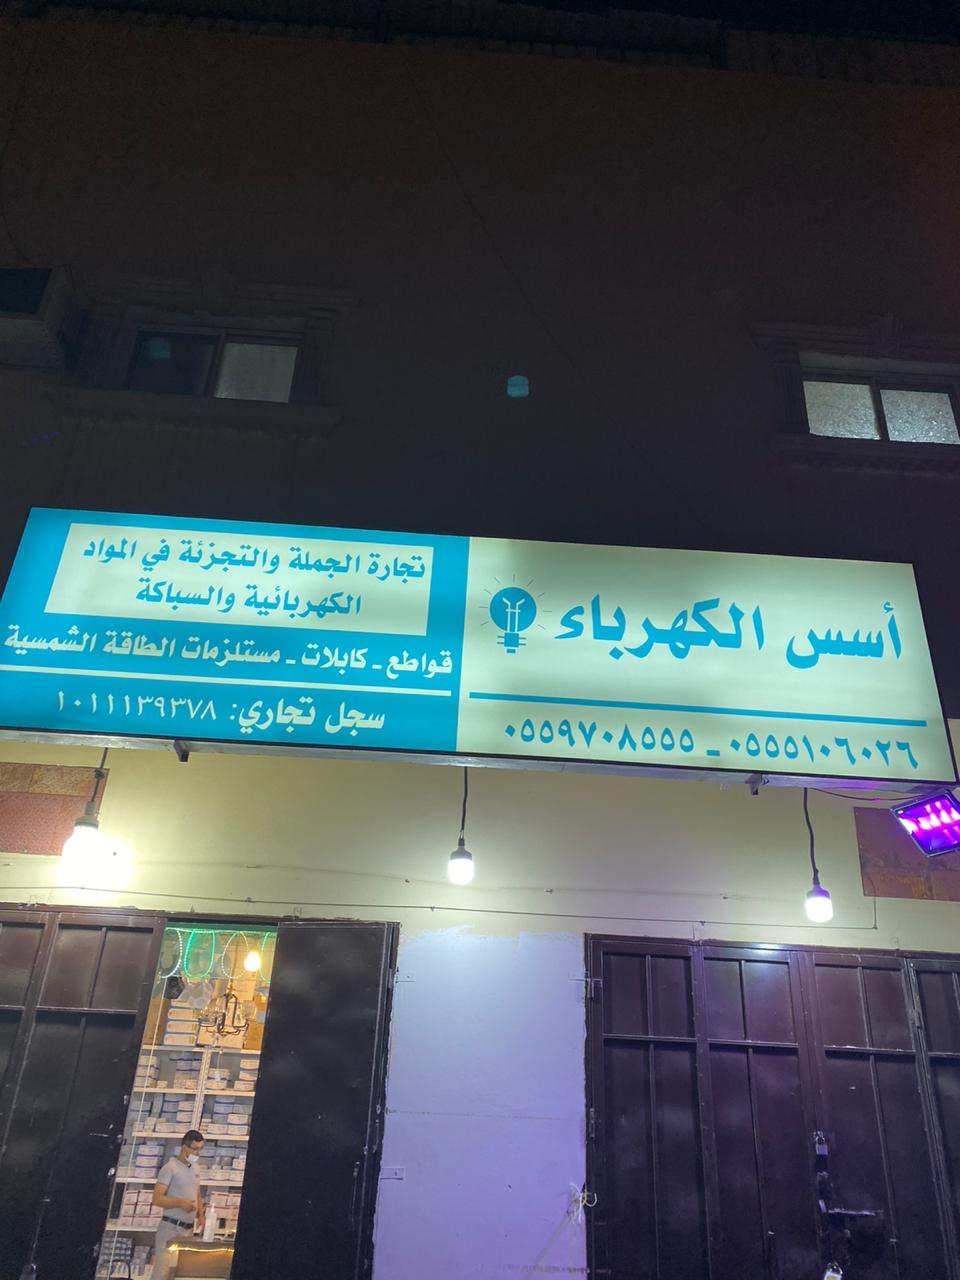 أسس الكهرباء
٠٥٥٥١٠٦٠٢٦ ـ ٠٥٥٩٧٠٨٥٥٥
تجارة الجملة والتجزئة في المواد
الكهربائية والسباكة
قواطع ـ كابلات ـ مستلزمات الطاقة الشمسية
سجل تجاري: ١٠١١١٣٩٣٧٨